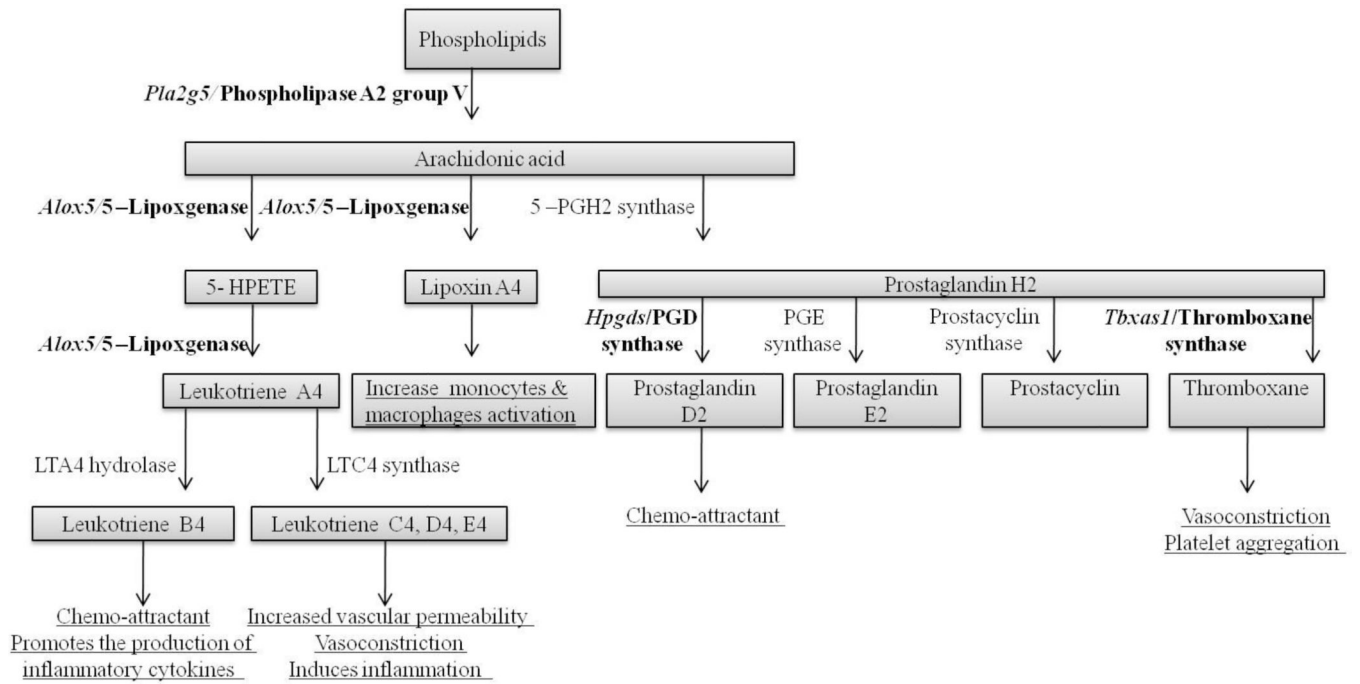 Phospholipids
Pla2g5/Phospholipase A2 group V
Arachidonic acid
Alox5/5–Lipoxgenase Alox5/5–Lipoxgenase 5 –PGH2 synthase
5- HPETE
Lipoxin A4
Prostaglandin H2
Alox5/5–Lipoxgenase
Hpgds/PGD
synthase
PGE
synthase
Prostacyclin
synthase
Tbxas1/Thromboxane
synthase
Leukotriene A4
Increase monocytes &
macrophages activation
Prostaglandin
D2
Prostaglandin
E2
Prostacyclin
Thromboxane
LTA4 hydrolase
LTC4 synthase
Leukotriene B4
Leukotriene C4, D4, E4
Chemo-attractant
Vasoconstriction
Platelet aggregation
Chemo-attractant
Promotes the production of
inflammatory cytokines
Increased vascular permeability
Vasoconstriction
Induces inflammation